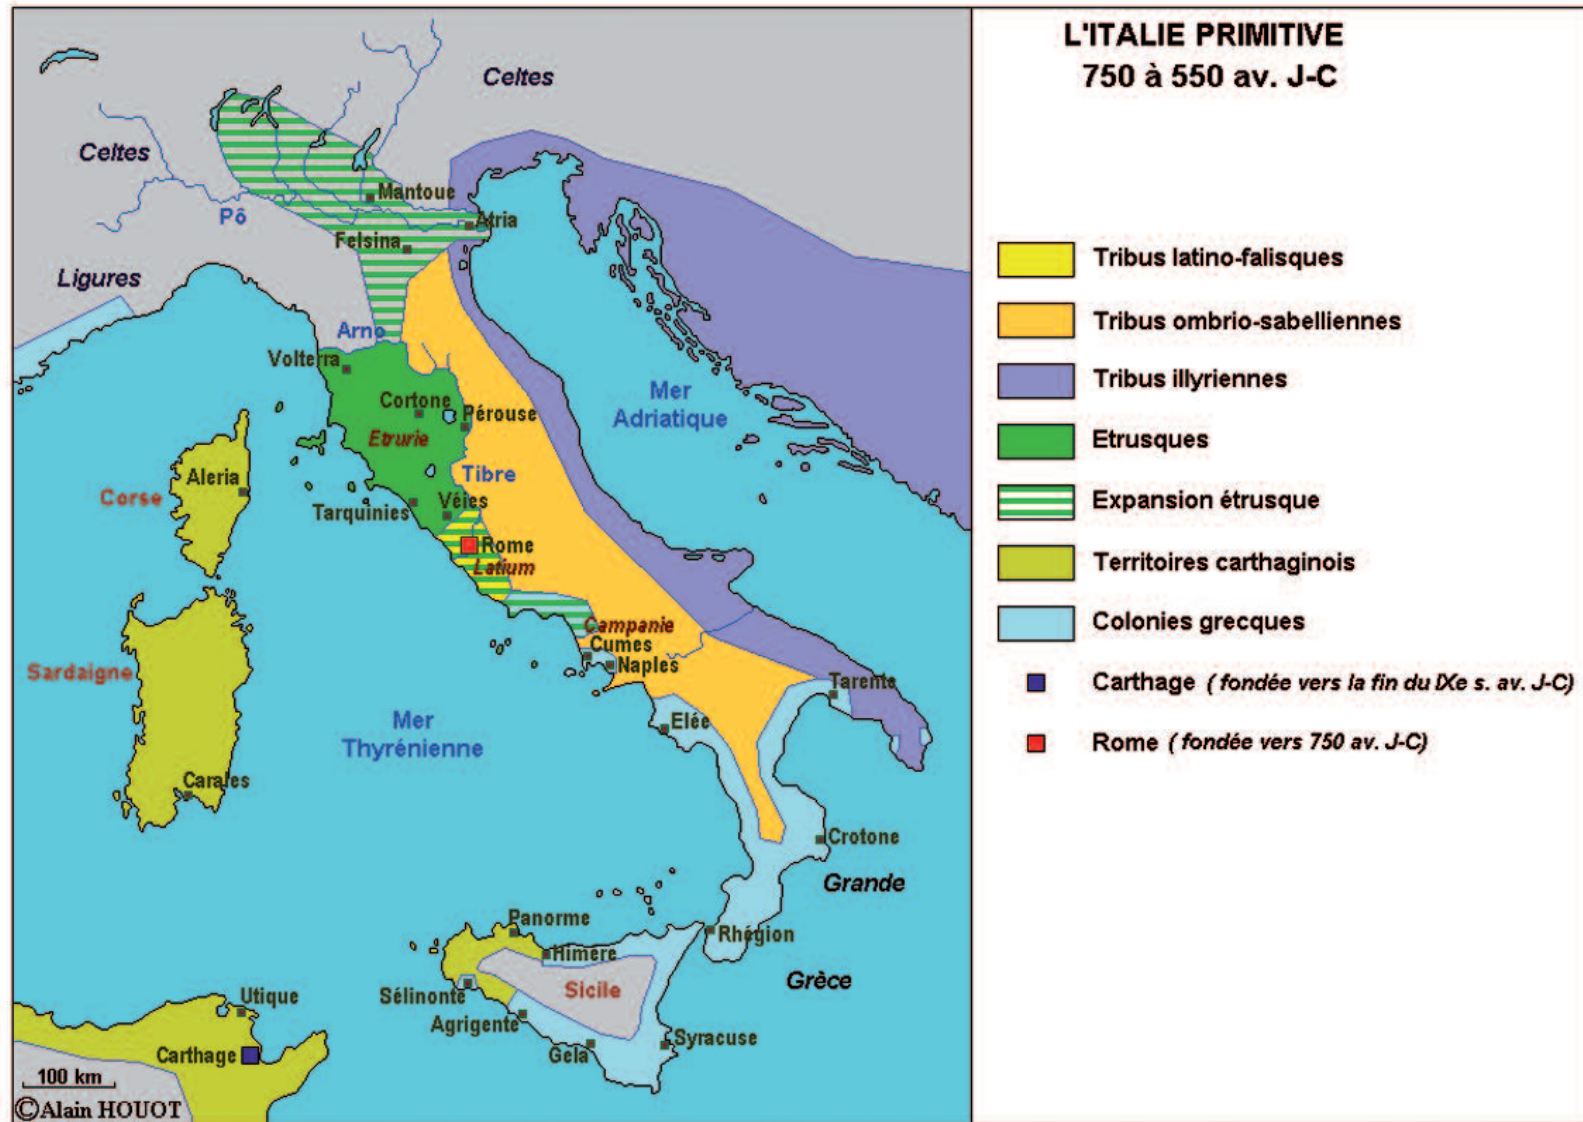 L'ITALIE PRIMITIVE
750 à 550 av. J-C
Celtes
Celtes
Mantoue
Pô
Atria
Felsina
Ligures
Arno
Volterra
Mer
Adriatique
Cortone
Pérouse
Etrurie
Tibre
Aleria
Corse
Tarquinies
Véies
Rome
Latium
Campanie
Cumes
Naples
Sardaigne
Tarente
Elée
Mer
Thyrénienne
Carales
Crotone
Grande
Panorme
Rhégion
Himère
Grèce
Sicile
Sélinonte
Utique
Agrigente
Gela
Syracuse
Carthage
100 km
©Alain HOUOT
Tribus latino-falisques
Tribus ombrio-sabelliennes
Tribus illyriennes
Etrusques
Expansion étrusque
Territoires carthaginois
Colonies grecques
Carthage ( fondée vers la fin du IXe s. av. J-C)
Rome ( fondée vers 750 av. J-C)